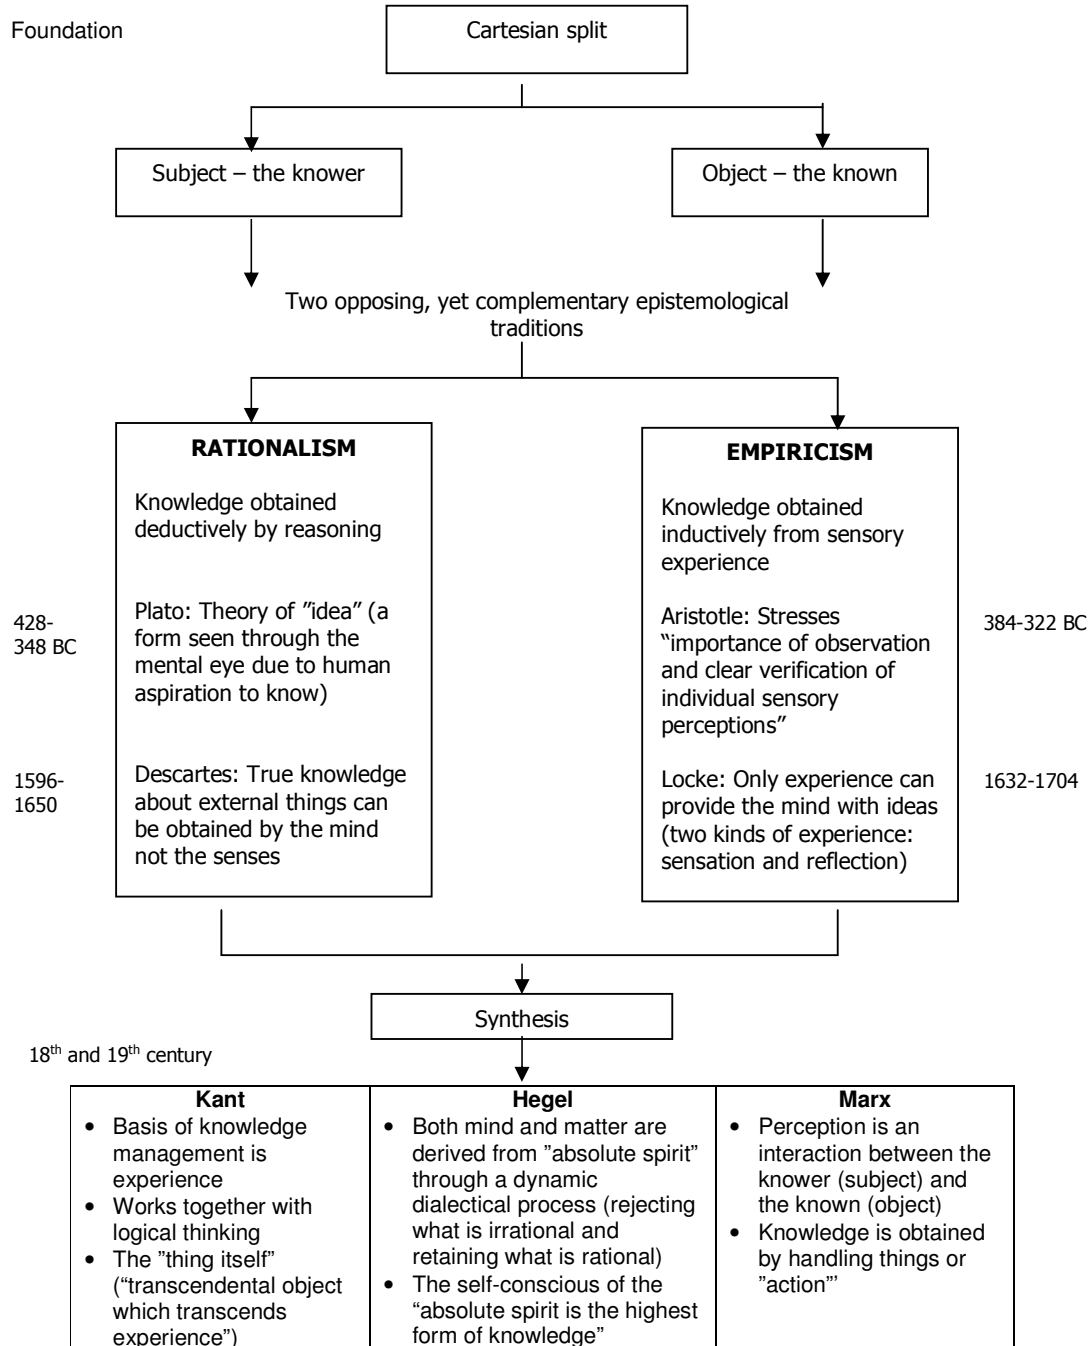 Foundation
Cartesian split
Subject – the knower
Object – the known
Two opposing, yet complementary epistemological
traditions
RATIONALISM
Knowledge obtained
deductively by reasoning
428-
348 BC
Plato: Theory of ”idea” (a
form seen through the
mental eye due to human
aspiration to know)
1596-
1650
Descartes: True knowledge
about external things can
be obtained by the mind
not the senses
EMPIRICISM
Knowledge obtained
inductively from sensory
experience
Aristotle: Stresses
“importance of observation
and clear verification of
individual sensory
perceptions”
384-322 BC
Locke: Only experience can
provide the mind with ideas
(two kinds of experience:
sensation and reflection)
1632-1704
Synthesis
18th and 19th century
Kant
• Basis of knowledge
management is
experience
• Works together with
logical thinking
• The ”thing itself”
(“transcendental object
which transcends
experience”)
Hegel
• Both mind and matter are
derived from ”absolute spirit”
through a dynamic
dialectical process (rejecting
what is irrational and
retaining what is rational)
• The self-conscious of the
“absolute spirit is the highest
form of knowledge”
Marx
• Perception is an
interaction between the
knower (subject) and
the known (object)
• Knowledge is obtained
by handling things or
”action”’